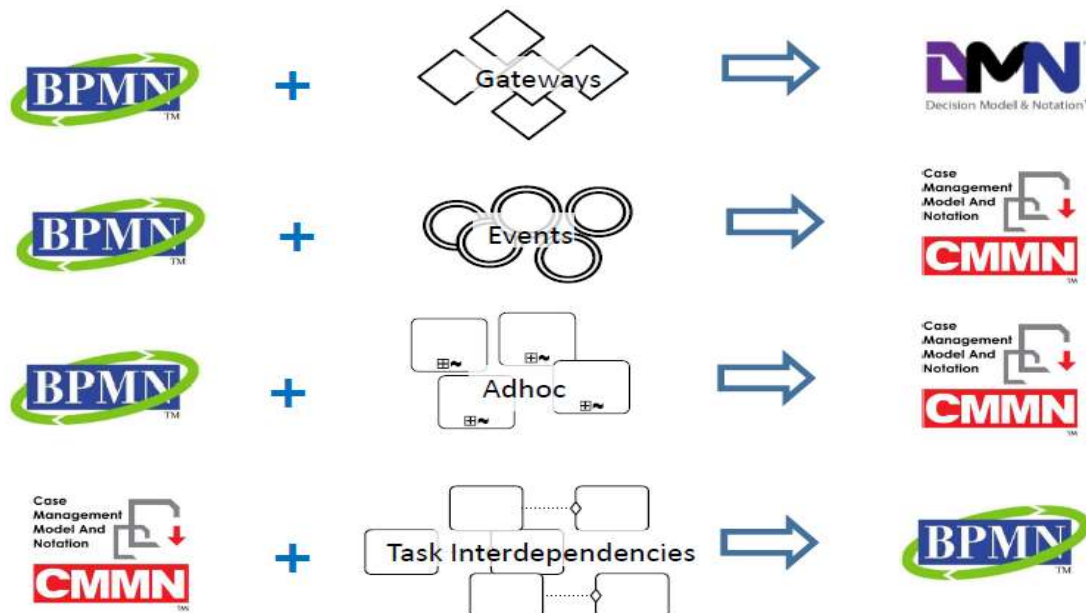 BPMN
TM
+
Gateways
DMN
Decision Model & Notation
BPMN
TM
+
Events
Case
Management
Model And
Notation
CMMN
TM
BPMN
TM
+
Adhoc
Case
Management
Model And
Notation
CMMN
TM
Case
Management
Model And
Notation
CMMN
TM
+
Task Interdependencies
BPMN
TM